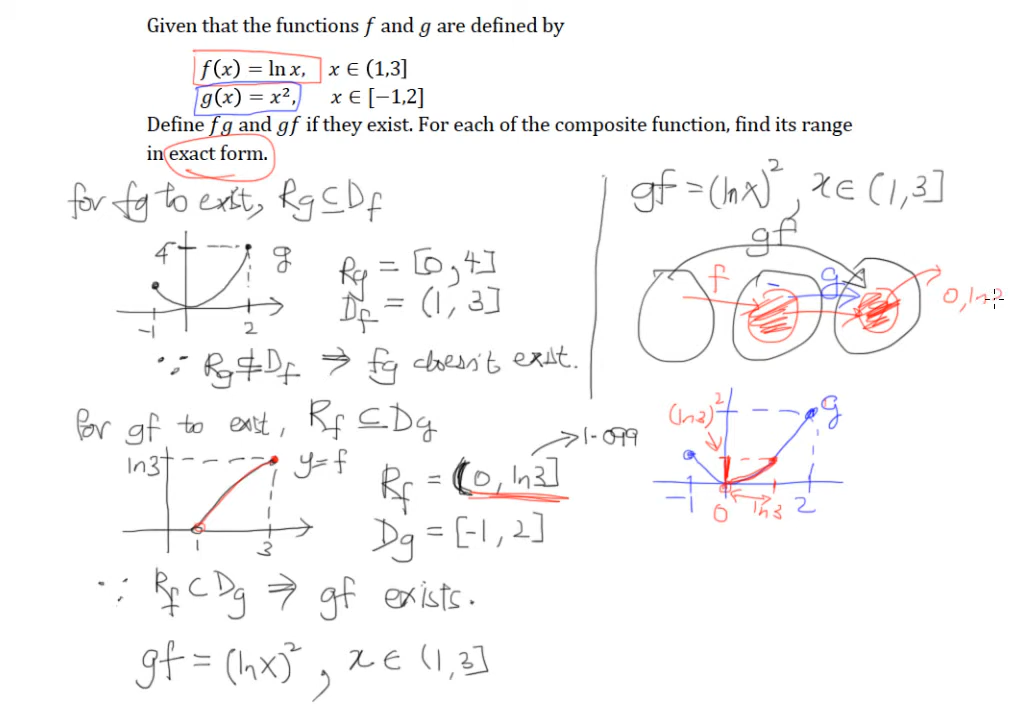 Given that the functions f and g are defined by
f(x) = ln x, x ∈ (1,3]
g(x) = x², x ∈ [−1,2]
Define fg and gf if they exist. For each of the composite function, find its range
in exact form.
for fg to exist, Rg ⊆ Df
4 g
-1 2
Rg = [0, 4]
Df = (1, 3]
∵ Rg ⊈ Df ⇒ fg doesn't exist.
for gf to exist, Rf ⊆ Dg
ln3 y=f
1 3
→ 1.099
Rf = (0, ln3]
Dg = [-1, 2]
∵ Rf ⊂ Dg ⇒ gf exists.
gf = (lnx)², x ∈ (1,3]
gf = (lnx)², x ∈ (1,3]
gf
f g
0, ln
(ln3)² g
-1 0 ln3 2